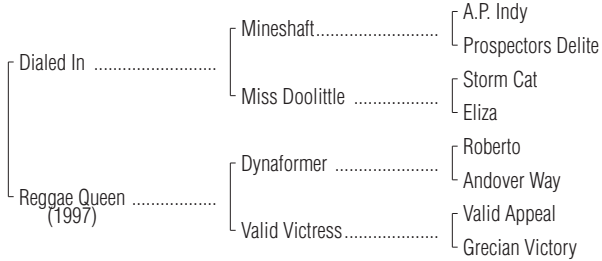 A.P. Indy
Mineshaft
Prospectors Delite
Dialed In
Storm Cat
Miss Doolittle
Eliza
Roberto
Dynaformer
Andover Way
Reggae Queen
(1997)
Valid Appeal
Valid Victress
Grecian Victory